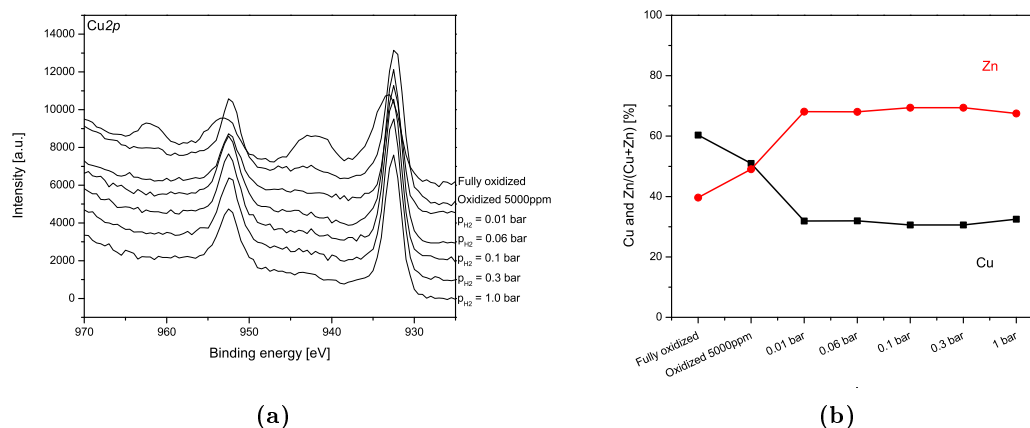 Cu2p
14000
12000
10000
8000
6000
4000
2000
0
Intensity [a.u.]
970
960
950
940
930
Binding energy [eV]
Fully oxidized
Oxidized 5000ppm
pH2 = 0.01 bar
pH2 = 0.06 bar
pH2 = 0.1 bar
pH2 = 0.3 bar
pH2 = 1.0 bar
(a)
100
80
60
40
20
0
Cu and Zn/(Cu+Zn) [%]
Zn
Cu
Fully oxidized
Oxidized 5000ppm
0.01 bar
0.06 bar
0.1 bar
0.3 bar
1 bar
(b)